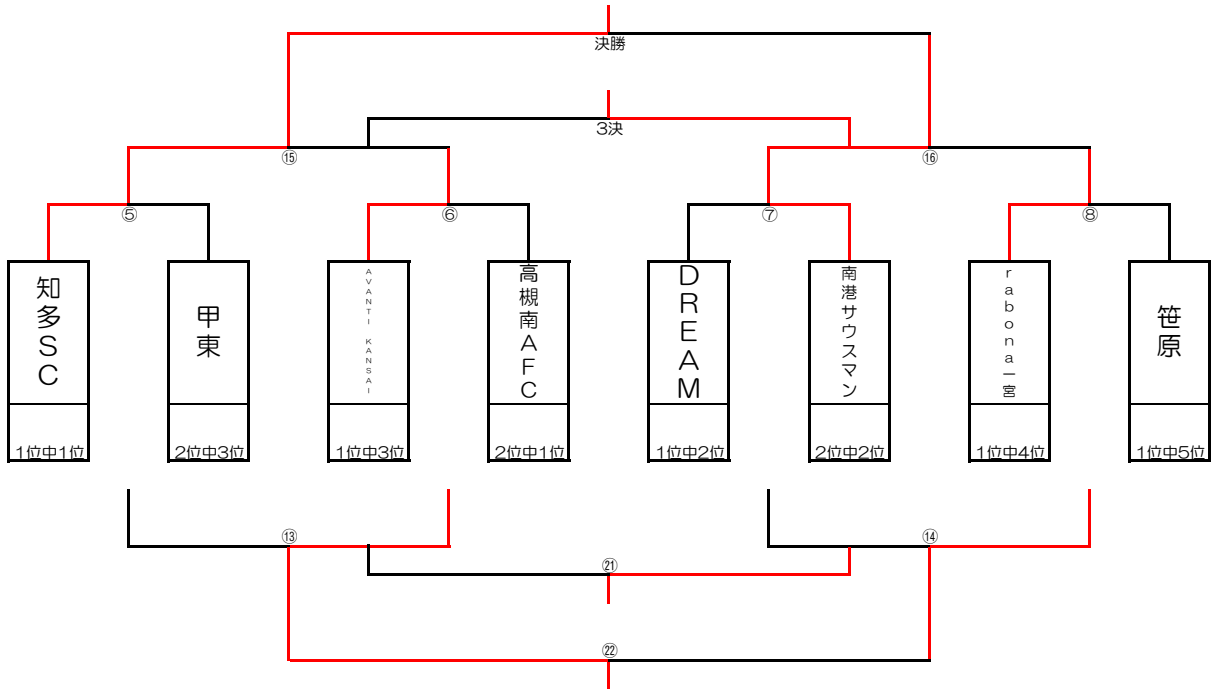 決勝
3決
⑮
⑯
⑤
⑥
⑦
⑧
知多SC
甲東
AVANTI KANSAI
高槻南AFC
DREAM
南港サウスマン
rabona一宮
笹原
1位中1位
2位中3位
1位中3位
2位中1位
1位中2位
2位中2位
1位中4位
1位中5位
⑬
⑭
㉑
㉒